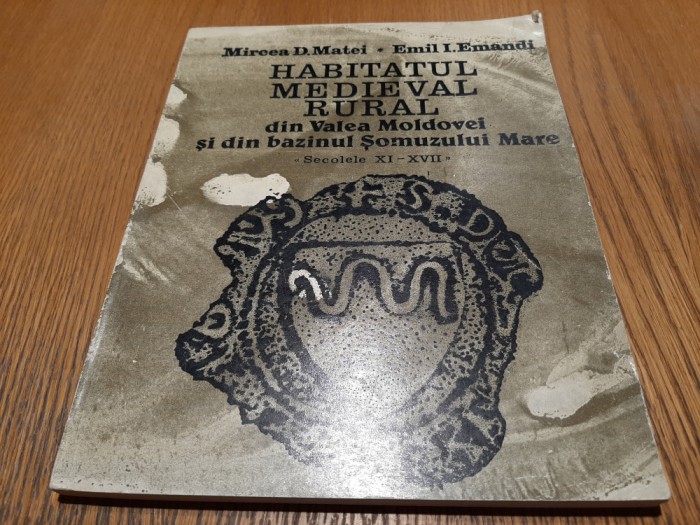 Mircea D. Matei • Emil I. Emandi
HABITATUL
MEDIEVAL
RURAL
din Valea Moldovei
și din bazinul Șomuzului Mare
« Secolele XI – XVII »